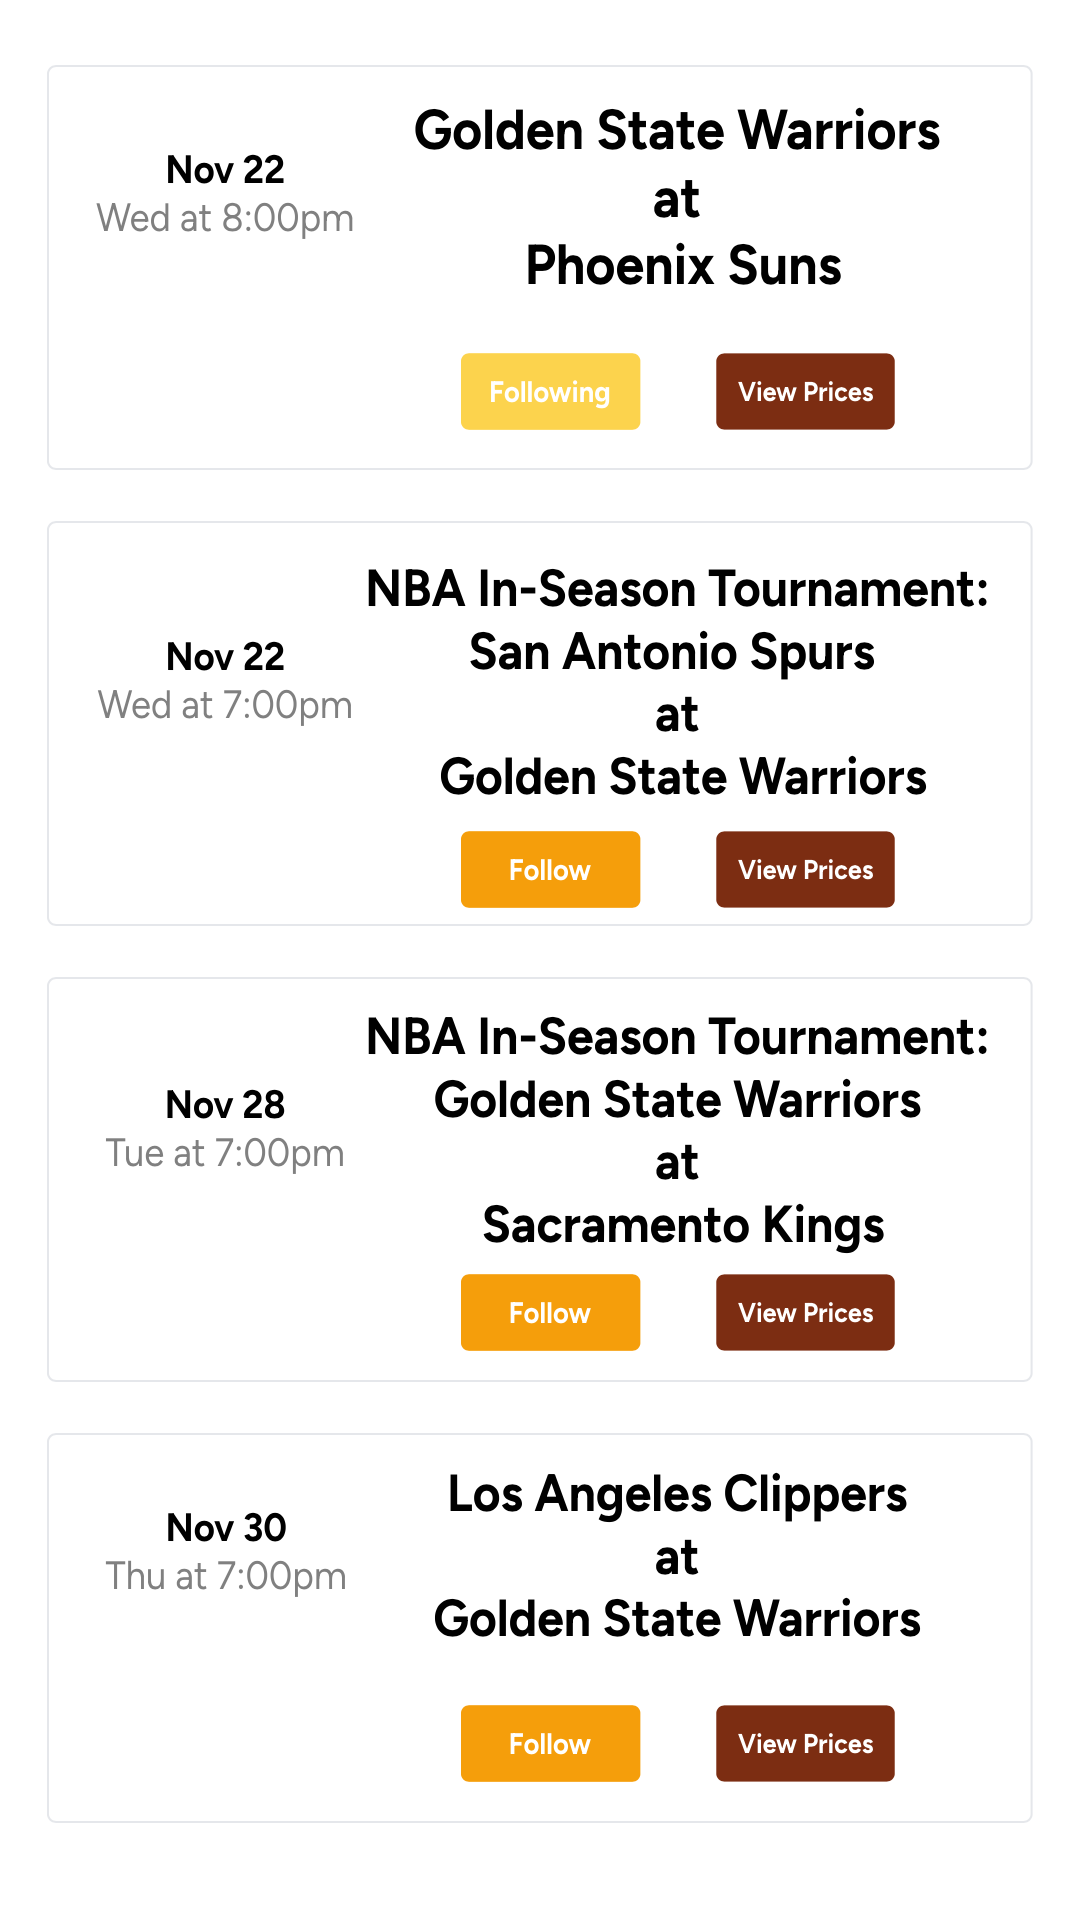 Nov 22
Wed at 8:00pm
Golden State Warriors
at
Phoenix Suns
Following
View Prices
Nov 22
Wed at 7:00pm
NBA In-Season Tournament:
San Antonio Spurs
at
Golden State Warriors
Follow
View Prices
Nov 28
Tue at 7:00pm
NBA In-Season Tournament:
Golden State Warriors
at
Sacramento Kings
Follow
View Prices
Nov 30
Thu at 7:00pm
Los Angeles Clippers
at
Golden State Warriors
Follow
View Prices